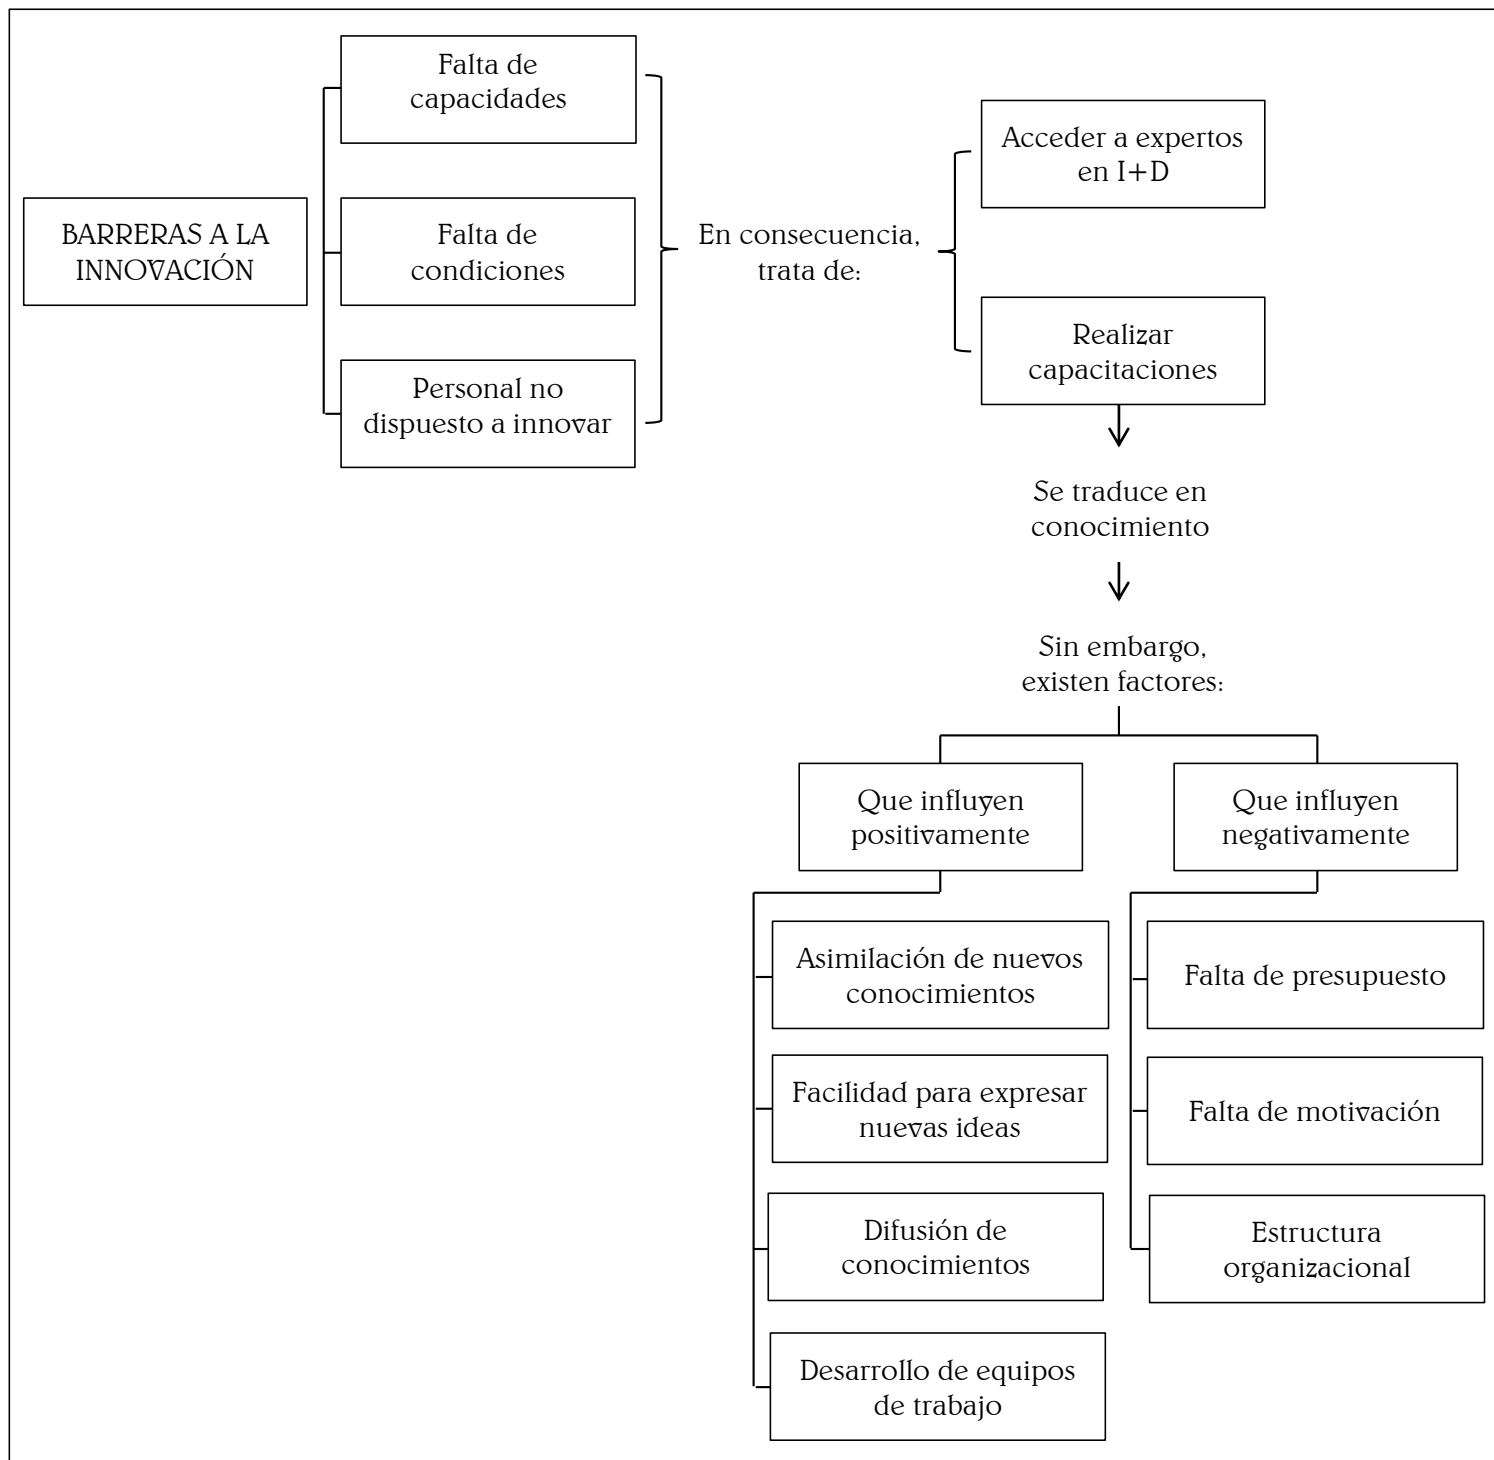 BARRERAS A LA
INNOVACIÓN
Falta de
capacidades
Falta de
condiciones
Personal no
dispuesto a innovar
En consecuencia,
trata de:
Acceder a expertos
en I+D
Realizar
capacitaciones
Se traduce en
conocimiento
Sin embargo,
existen factores:
Que influyen
positivamente
Asimilación de nuevos
conocimientos
Facilidad para expresar
nuevas ideas
Difusión de
conocimientos
Desarrollo de equipos
de trabajo
Que influyen
negativamente
Falta de presupuesto
Falta de motivación
Estructura
organizacional